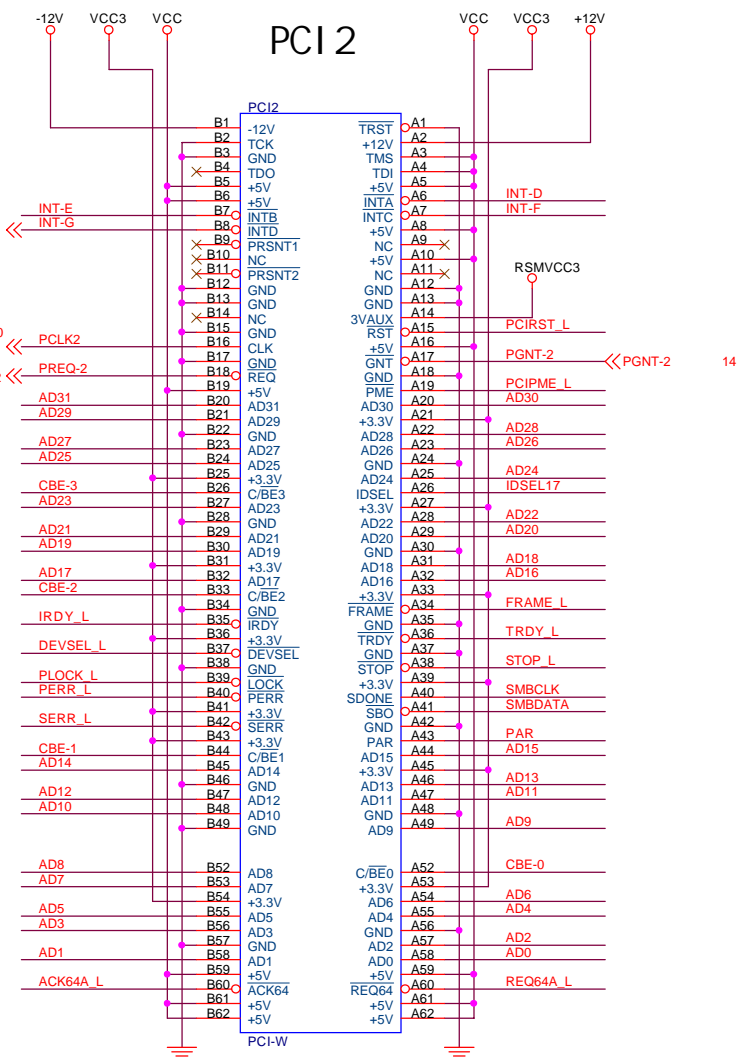 -12V VCC3 VCC PCI 2 VCC VCC3 +12V
PCI2
B1 -12V TRST A1
B2 TCK +12V A2
B3 GND TMS A3
B4 TDO TDI A4
B5 +5V +5V A5
B6 +5V INTA A6 INT-D
INT-E B7 INTB INTC A7 INT-F
INT-G B8 INTD +5V A8
B9 PRSNT1 NC A9
B10 NC +5V A10
B11 PRSNT2 NC A11 RSMVCC3
B12 GND GND A12
B13 GND GND A13
B14 NC 3VAUX A14
B15 GND RST A15 PCIRST_L
PCLK2 B16 CLK +5V A16
B17 GND GNT A17 PGNT-2 PGNT-2 14
PREQ-2 B18 REQ GND A18
B19 +5V PME A19 PCIPME_L
AD31 B20 AD31 AD30 A20 AD30
AD29 B21 AD29 +3.3V A21
B22 GND AD28 A22 AD28
AD27 B23 AD27 AD26 A23 AD26
AD25 B24 AD25 GND A24
B25 +3.3V AD24 A25 AD24
CBE-3 B26 C/BE3 IDSEL A26 IDSEL17
AD23 B27 AD23 +3.3V A27
B28 GND AD22 A28 AD22
AD21 B29 AD21 AD20 A29 AD20
AD19 B30 AD19 GND A30
B31 +3.3V AD18 A31 AD18
AD17 B32 AD17 AD16 A32 AD16
CBE-2 B33 C/BE2 +3.3V A33
B34 GND FRAME A34 FRAME_L
IRDY_L B35 IRDY GND A35
B36 +3.3V TRDY A36 TRDY_L
DEVSEL_L B37 DEVSEL GND A37
B38 GND STOP A38 STOP_L
PLOCK_L B39 LOCK +3.3V A39
PERR_L B40 PERR SDONE A40 SMBCLK
B41 +3.3V SBO A41 SMBDATA
SERR_L B42 SERR GND A42
B43 +3.3V PAR A43 PAR
CBE-1 B44 C/BE1 AD15 A44 AD15
AD14 B45 AD14 +3.3V A45
B46 GND AD13 A46 AD13
AD12 B47 AD12 AD11 A47 AD11
AD10 B48 AD10 GND A48
B49 GND AD9 A49 AD9
AD8 B52 AD8 C/BE0 A52 CBE-0
AD7 B53 AD7 +3.3V A53
B54 +3.3V AD6 A54 AD6
AD5 B55 AD5 AD4 A55 AD4
AD3 B56 AD3 GND A56
B57 GND AD2 A57 AD2
AD1 B58 AD1 AD0 A58 AD0
B59 +5V +5V A59
ACK64A_L B60 ACK64 REQ64 A60 REQ64A_L
B61 +5V +5V A61
B62 +5V +5V A62
PCI-W